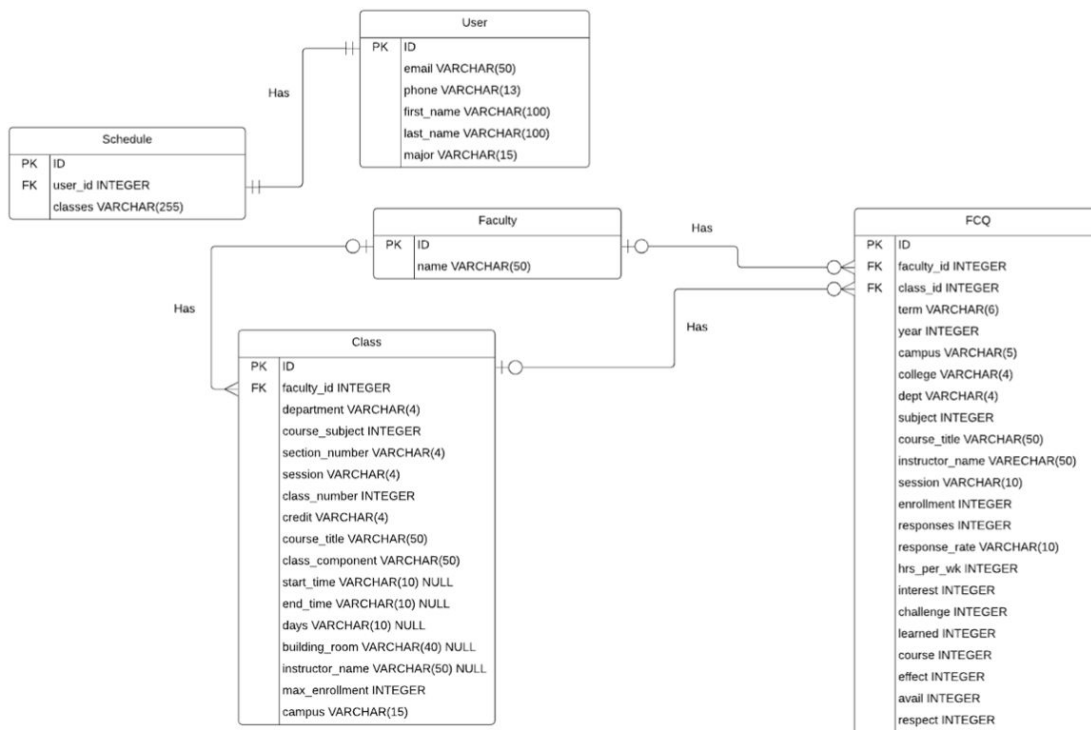 User
PK ID
email VARCHAR(50)
phone VARCHAR(13)
first_name VARCHAR(100)
last_name VARCHAR(100)
major VARCHAR(15)
Has
Schedule
PK ID
FK user_id INTEGER
classes VARCHAR(255)
Faculty
PK ID
name VARCHAR(50)
Has
Has
Has
Class
PK ID
FK faculty_id INTEGER
department VARCHAR(4)
course_subject INTEGER
section_number VARCHAR(4)
session VARCHAR(4)
class_number INTEGER
credit VARCHAR(4)
course_title VARCHAR(50)
class_component VARCHAR(50)
start_time VARCHAR(10) NULL
end_time VARCHAR(10) NULL
days VARCHAR(10) NULL
building_room VARCHAR(40) NULL
instructor_name VARCHAR(50) NULL
max_enrollment INTEGER
campus VARCHAR(15)
FCQ
PK ID
FK faculty_id INTEGER
FK class_id INTEGER
term VARCHAR(6)
year INTEGER
campus VARCHAR(5)
college VARCHAR(4)
dept VARCHAR(4)
subject INTEGER
course_title VARCHAR(50)
instructor_name VARECHAR(50)
session VARCHAR(10)
enrollment INTEGER
responses INTEGER
response_rate VARCHAR(10)
hrs_per_wk INTEGER
interest INTEGER
challenge INTEGER
learned INTEGER
course INTEGER
effect INTEGER
avail INTEGER
respect INTEGER